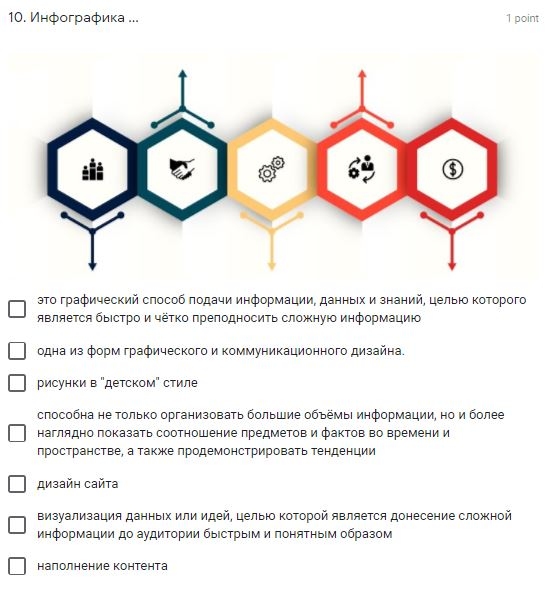 10. Инфографика ...
1 point
это графический способ подачи информации, данных и знаний, целью которого
является быстро и чётко преподносить сложную информацию
одна из форм графического и коммуникационного дизайна.
рисунки в "детском" стиле
способна не только организовать большие объёмы информации, но и более
наглядно показать соотношение предметов и фактов во времени и
пространстве, а также продемонстрировать тенденции
дизайн сайта
визуализация данных или идей, целью которой является донесение сложной
информации до аудитории быстрым и понятным образом
наполнение контента